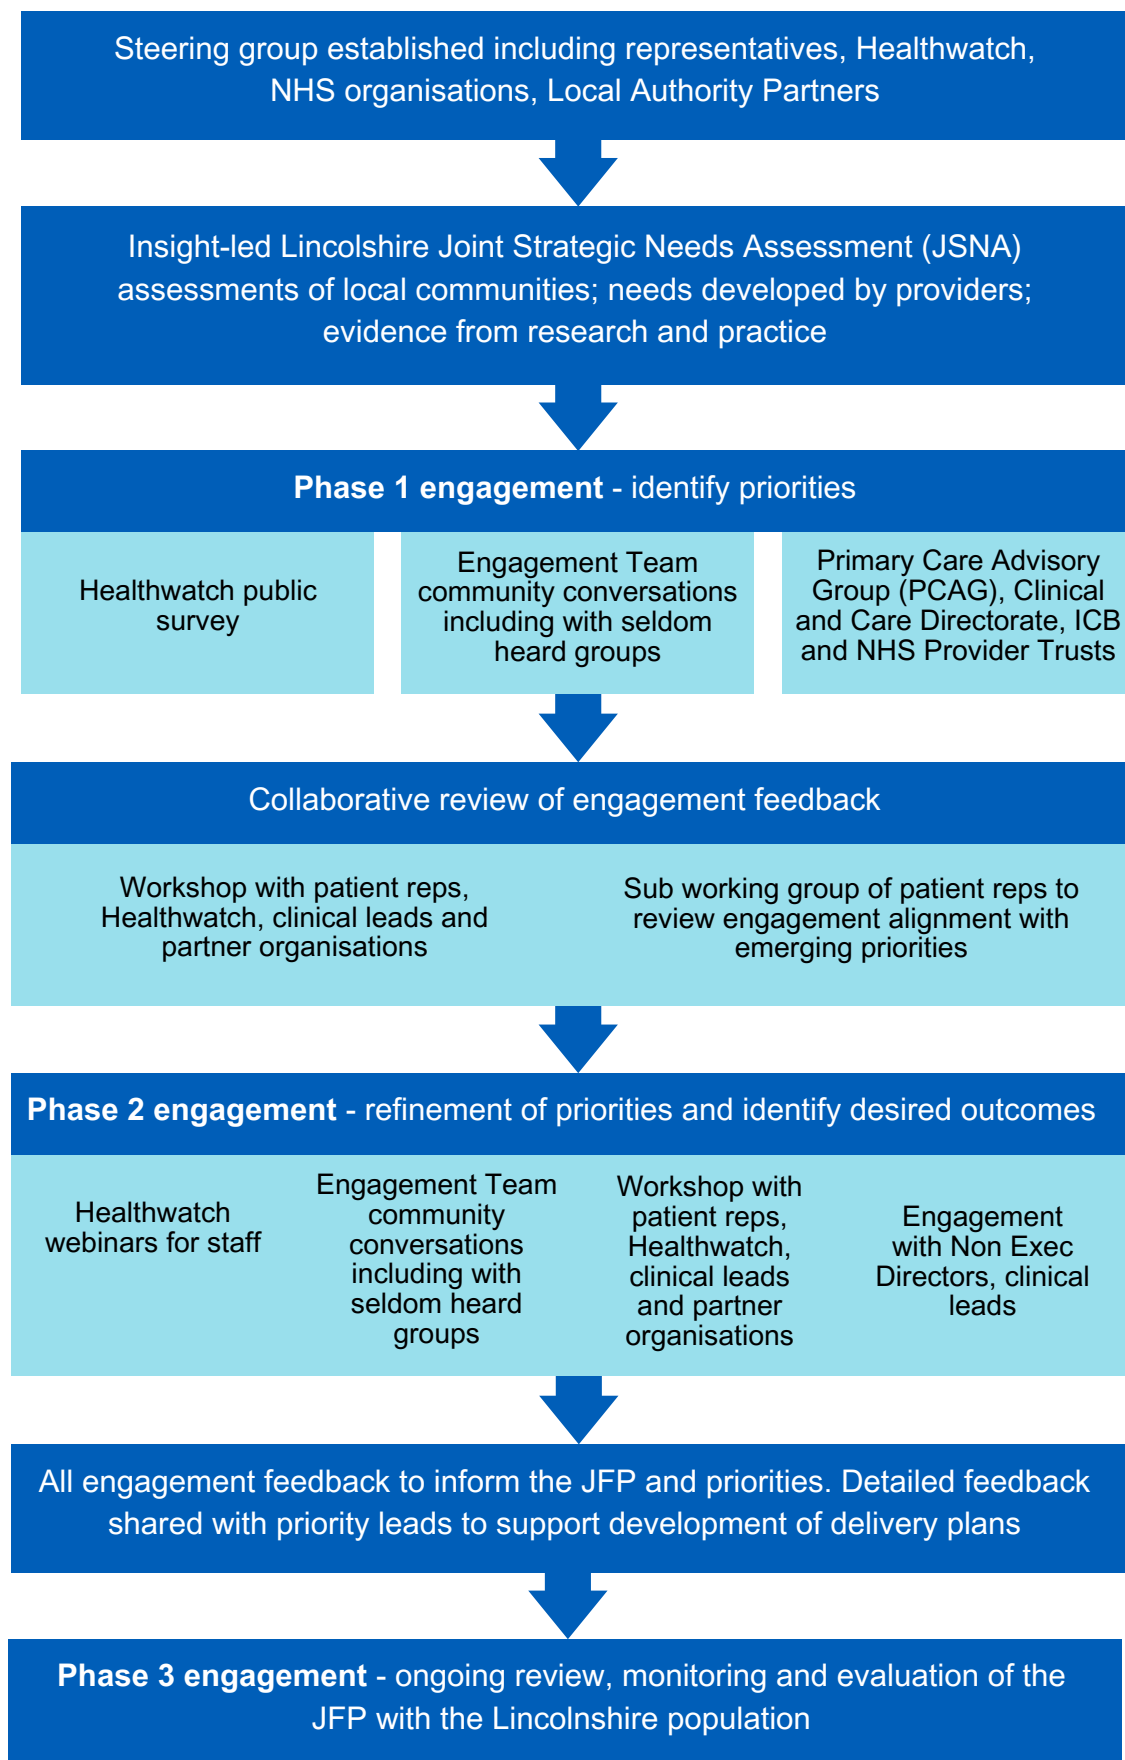 Steering group established including representatives, Healthwatch,
NHS organisations, Local Authority Partners
Insight-led Lincolshire Joint Strategic Needs Assessment (JSNA)
assessments of local communities; needs developed by providers;
evidence from research and practice
Phase 1 engagement - identify priorities
Healthwatch public
survey
Engagement Team
community conversations
including with seldom
heard groups
Primary Care Advisory
Group (PCAG), Clinical
and Care Directorate, ICB
and NHS Provider Trusts
Collaborative review of engagement feedback
Workshop with patient reps,
Healthwatch, clinical leads and
partner organisations
Sub working group of patient reps to
review engagement alignment with
emerging priorities
Phase 2 engagement - refinement of priorities and identify desired outcomes
Healthwatch
webinars for staff
Engagement Team
community
conversations
including with
seldom heard
groups
Workshop with
patient reps,
Healthwatch,
clinical leads
and partner
organisations
Engagement
with Non Exec
Directors, clinical
leads
All engagement feedback to inform the JFP and priorities. Detailed feedback
shared with priority leads to support development of delivery plans
Phase 3 engagement - ongoing review, monitoring and evaluation of the
JFP with the Lincolnshire population